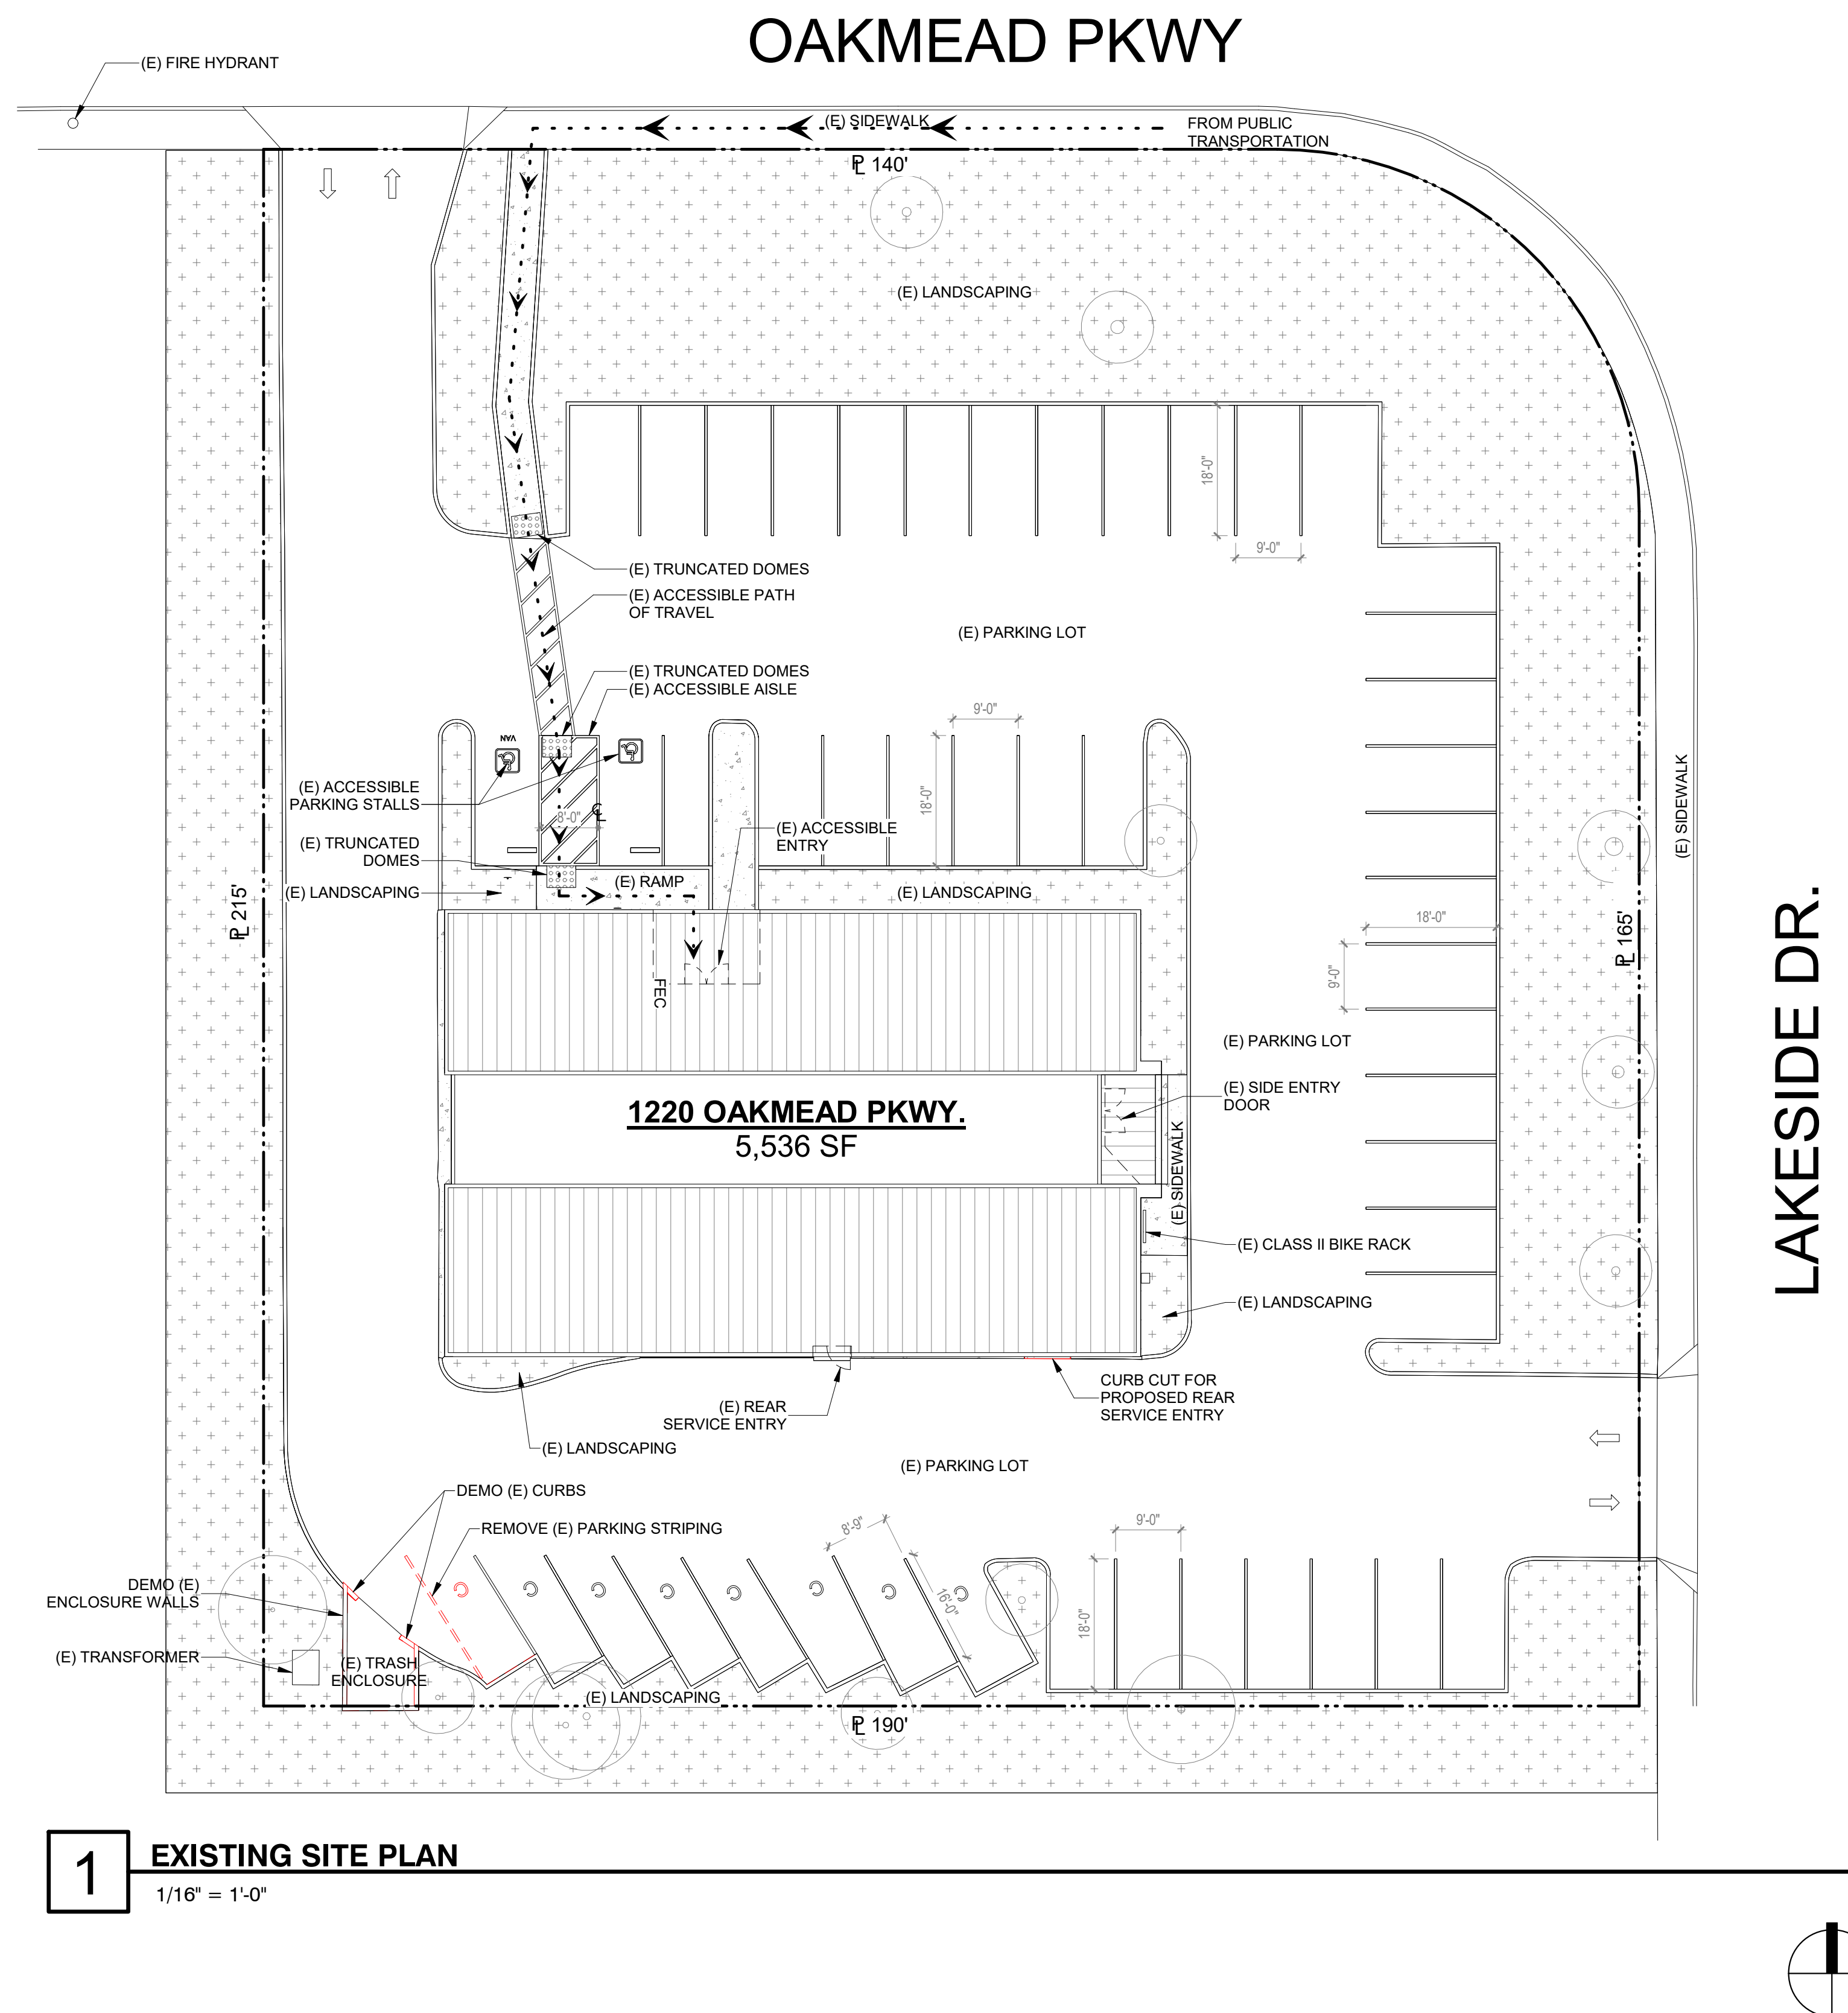 OAKMEAD PKWY
(E) FIRE HYDRANT
(E) SIDEWALK
FROM PUBLIC
TRANSPORTATION
PL 140'
(E) LANDSCAPING
18'-0"
9'-0"
(E) TRUNCATED DOMES
(E) ACCESSIBLE PATH
OF TRAVEL
(E) PARKING LOT
(E) TRUNCATED DOMES
(E) ACCESSIBLE AISLE
9'-0"
VAN
(E) ACCESSIBLE
PARKING STALLS
18'-0"
8'-0"
CL
(E) ACCESSIBLE
ENTRY
(E) TRUNCATED
DOMES
(E) SIDEWALK
(E) LANDSCAPING
(E) RAMP
(E) LANDSCAPING
PL 215'
18'-0"
PL 165'
9'-0"
FEC
LAKESIDE DR.
(E) PARKING LOT
(E) SIDE ENTRY
DOOR
1220 OAKMEAD PKWY.
5,536 SF
(E) SIDEWALK
(E) CLASS II BIKE RACK
(E) LANDSCAPING
CURB CUT FOR
PROPOSED REAR
SERVICE ENTRY
(E) REAR
SERVICE ENTRY
(E) LANDSCAPING
(E) PARKING LOT
DEMO (E) CURBS
REMOVE (E) PARKING STRIPING
8'-9"
9'-0"
DEMO (E)
ENCLOSURE WALLS
C
C
C
C
C
C
C
C
16'-0"
18'-0"
(E) TRANSFORMER
(E) TRASH
ENCLOSURE
(E) LANDSCAPING
PL 190'
1
EXISTING SITE PLAN
1/16" = 1'-0"